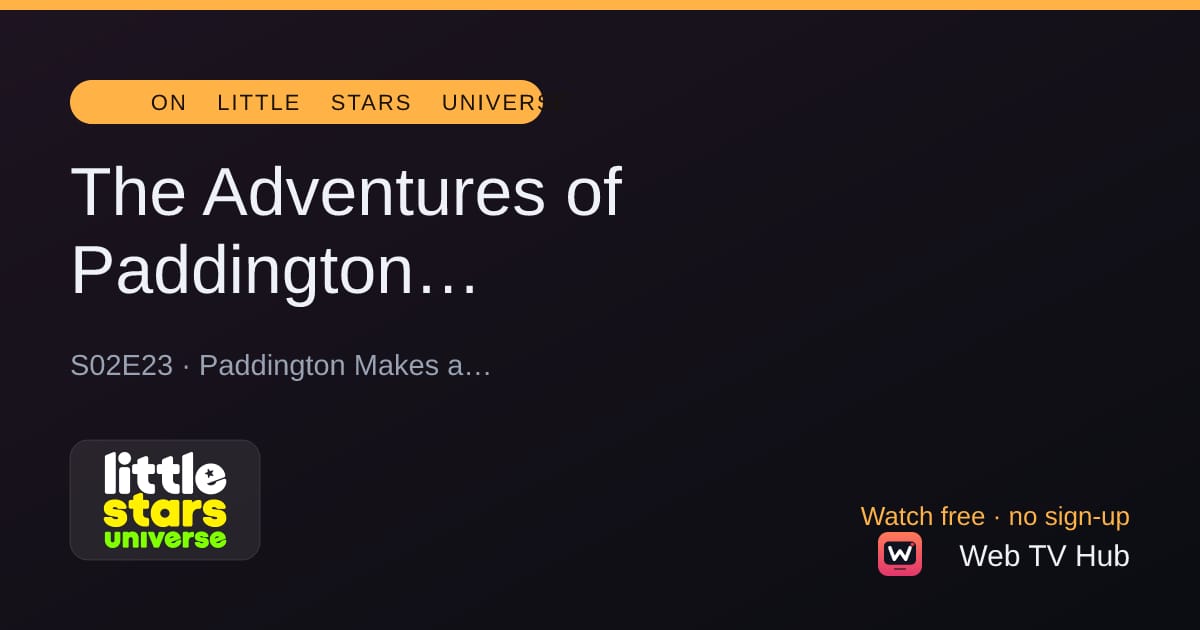 ON LITTLE STARS UNIVERSE
The Adventures of
Paddington…
S02E23 · Paddington Makes a…
little
stars
universe
Watch free · no sign-up
W
Web TV Hub